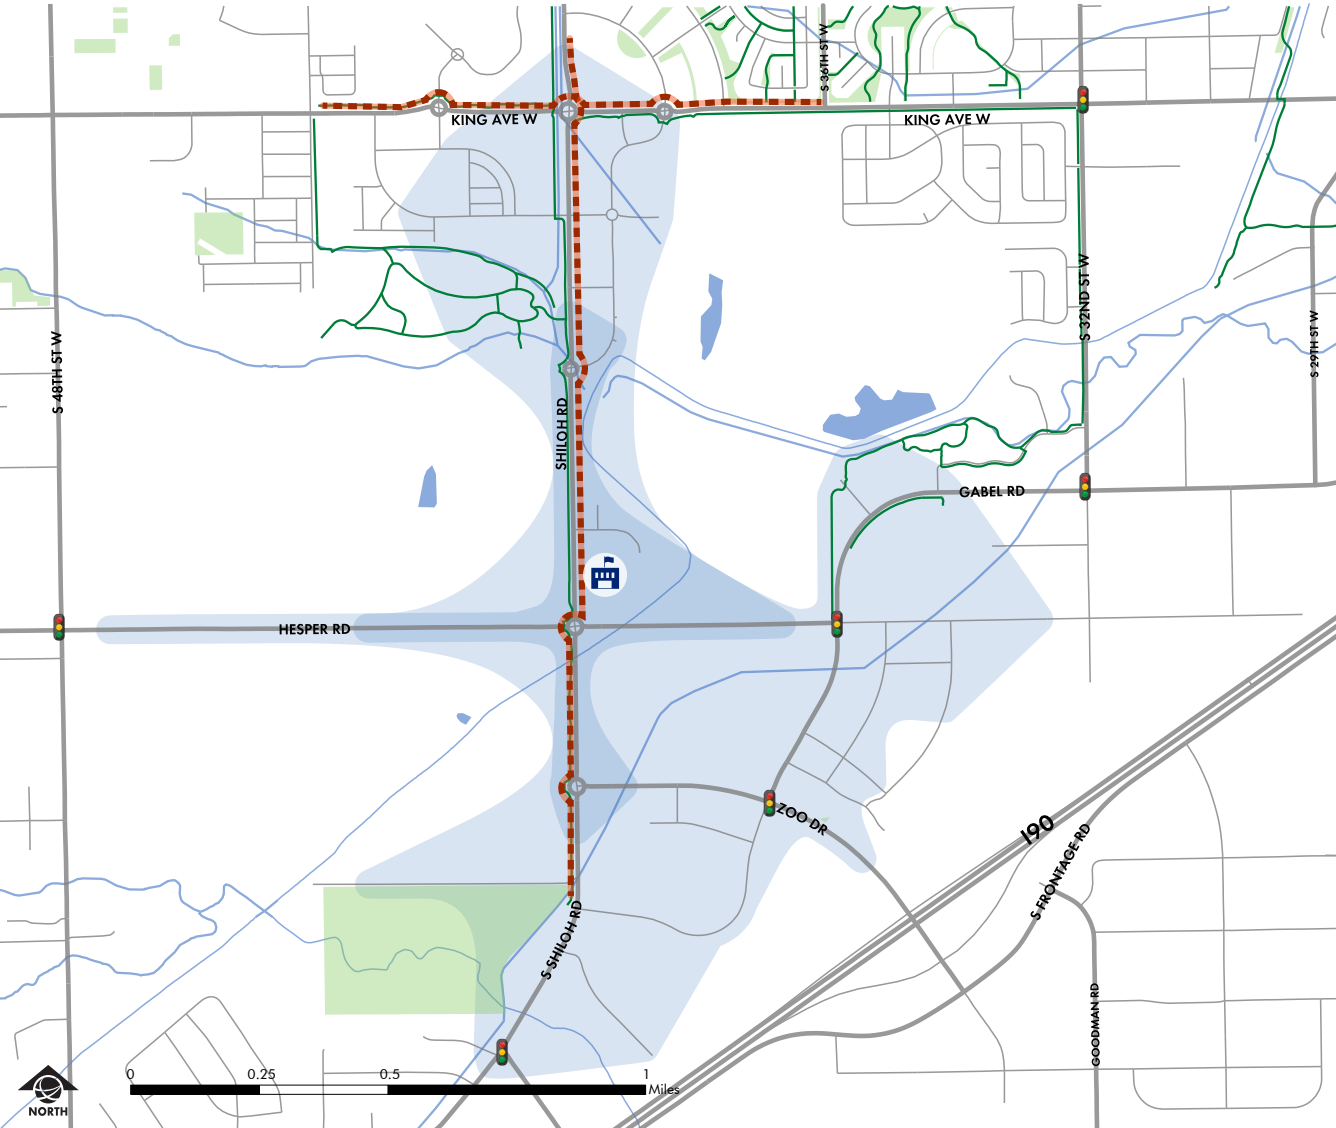 S 36TH ST W
KING AVE W
KING AVE W
S 48TH ST W
S 32ND ST W
S 29TH ST W
SHILOH RD
GABEL RD
HESPER RD
ZOO DR
I90
S FRONTAGE RD
S SHILOH RD
GOODMAN RD
0 0.25 0.5 1
Miles
NORTH